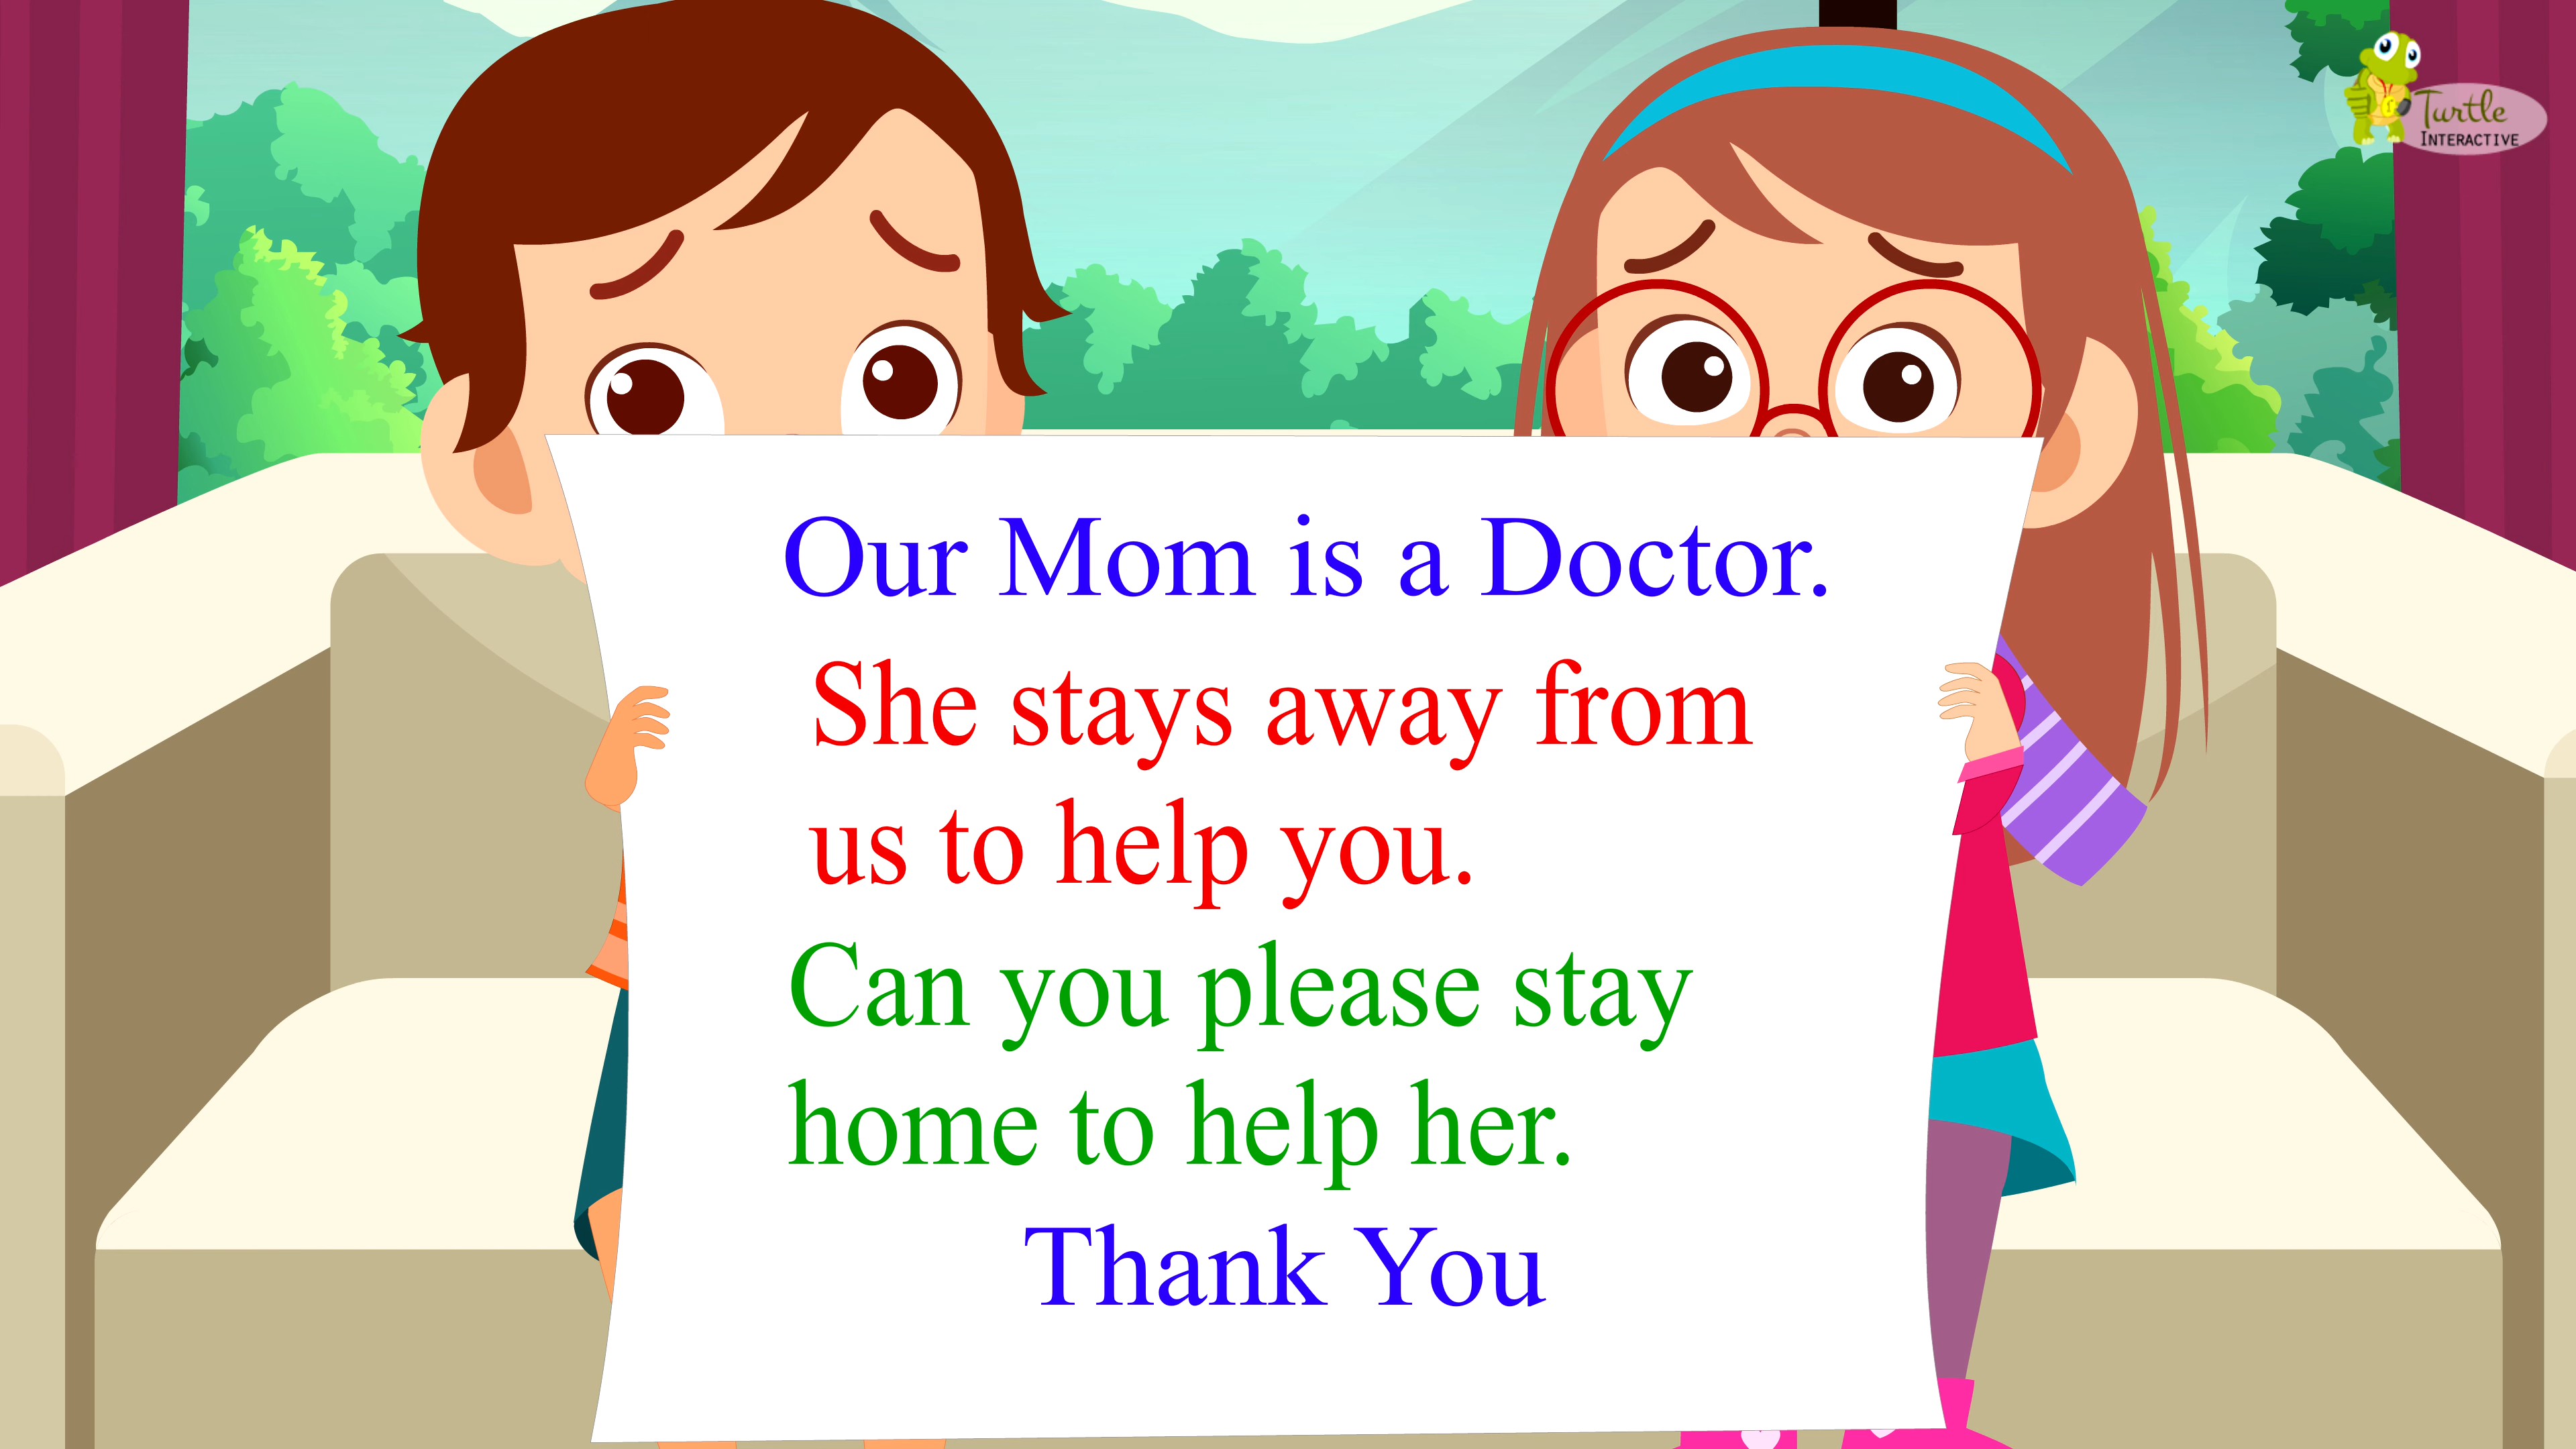 Turtle
INTERACTIVE
Our Mom is a Doctor.
She stays away from
us to help you.
Can you please stay
home to help her.
Thank You